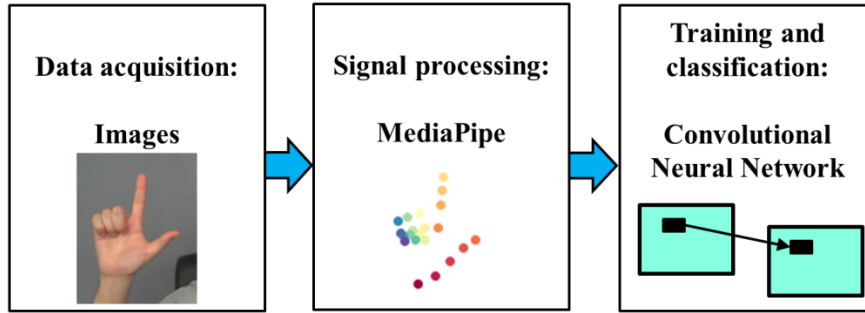 Data acquisition:
Images
Signal processing:
MediaPipe
Training and
classification:
Convolutional
Neural Network